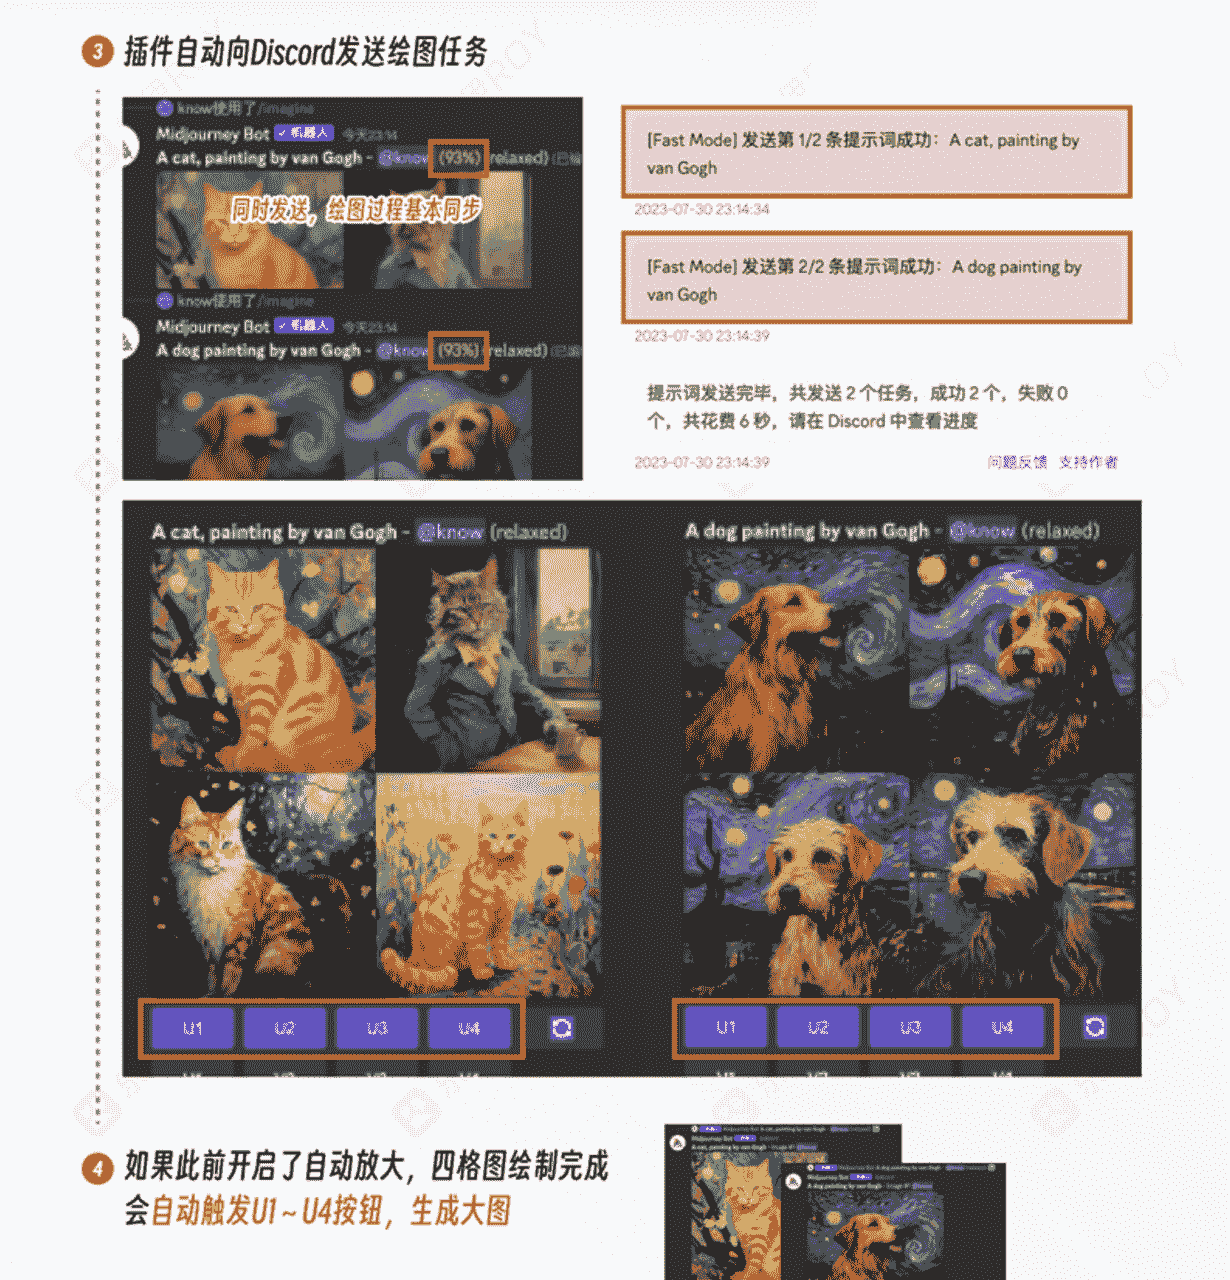 3 插件自动向Discord发送绘图任务
know使用了/imagine
Midjourney Bot ✓ 机器人 今天23:14
A cat, painting by van Gogh - @know (93%) (relaxed)
同时发送，绘图过程基本同步
know使用了/imagine
Midjourney Bot ✓ 机器人 今天23:14
A dog painting by van Gogh - @know (93%) (relaxed)
[Fast Mode] 发送第 1/2 条提示词成功：A cat, painting by
van Gogh
2023-07-30 23:14:34
[Fast Mode] 发送第 2/2 条提示词成功：A dog painting by
van Gogh
2023-07-30 23:14:39
提示词发送完毕，共发送 2 个任务，成功 2 个，失败 0
个，共花费 6 秒，请在 Discord 中查看进度
2023-07-30 23:14:39 问题反馈 支持作者
A cat, painting by van Gogh - @know (relaxed)
A dog painting by van Gogh - @know (relaxed)
U1 U2 U3 U4
U1 U2 U3 U4
4 如果此前开启了自动放大，四格图绘制完成
会自动触发U1～U4按钮，生成大图